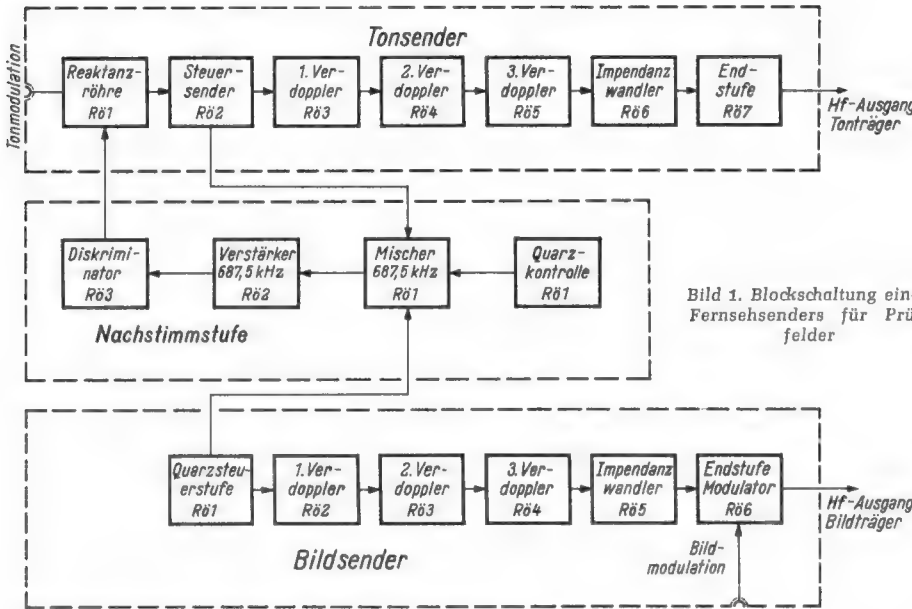 Tonsender
Tonmodulation
Reaktanz-
röhre
Rö1
Steuer-
sender
Rö2
1. Ver-
doppler
Rö3
2. Ver-
doppler
Rö4
3. Ver-
doppler
Rö5
Impendanz
wandler
Rö6
End-
stufe
Rö7
Hf-Ausgang
Tonträger
Diskrimi-
nator
Rö3
Verstärker
687,5 kHz
Rö2
Mischer
687,5 kHz
Rö1
Quarz-
kontrolle
Rö1
Nachstimmstufe
Bild 1. Blockschaltung ein
Fernsehsenders für Prü
felder
Quarzsteu-
erstufe
Rö1
1. Ver-
doppler
Rö2
2. Ver-
doppler
Rö3
3. Ver-
doppler
Rö4
Impendanz
wandler
Rö5
Endstufe
Modulator
Rö6
Hf-Ausgang
Bildträger
Bildsender
Bild-
modulation